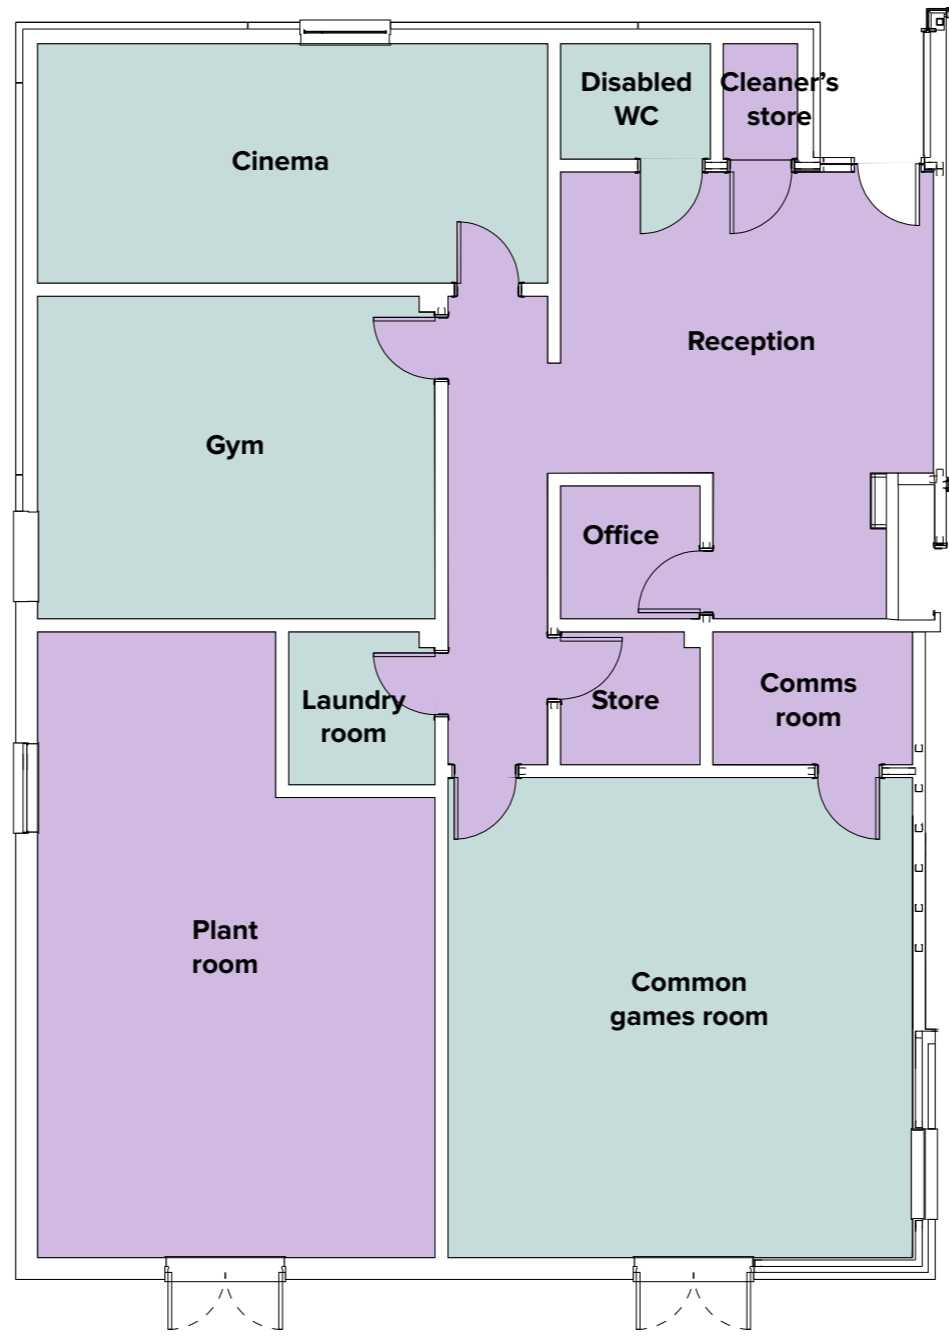 Cinema
Disabled
WC
Cleaner’s
store
Reception
Gym
Office
Laundry
room
Store
Comms
room
Plant
room
Common
games room